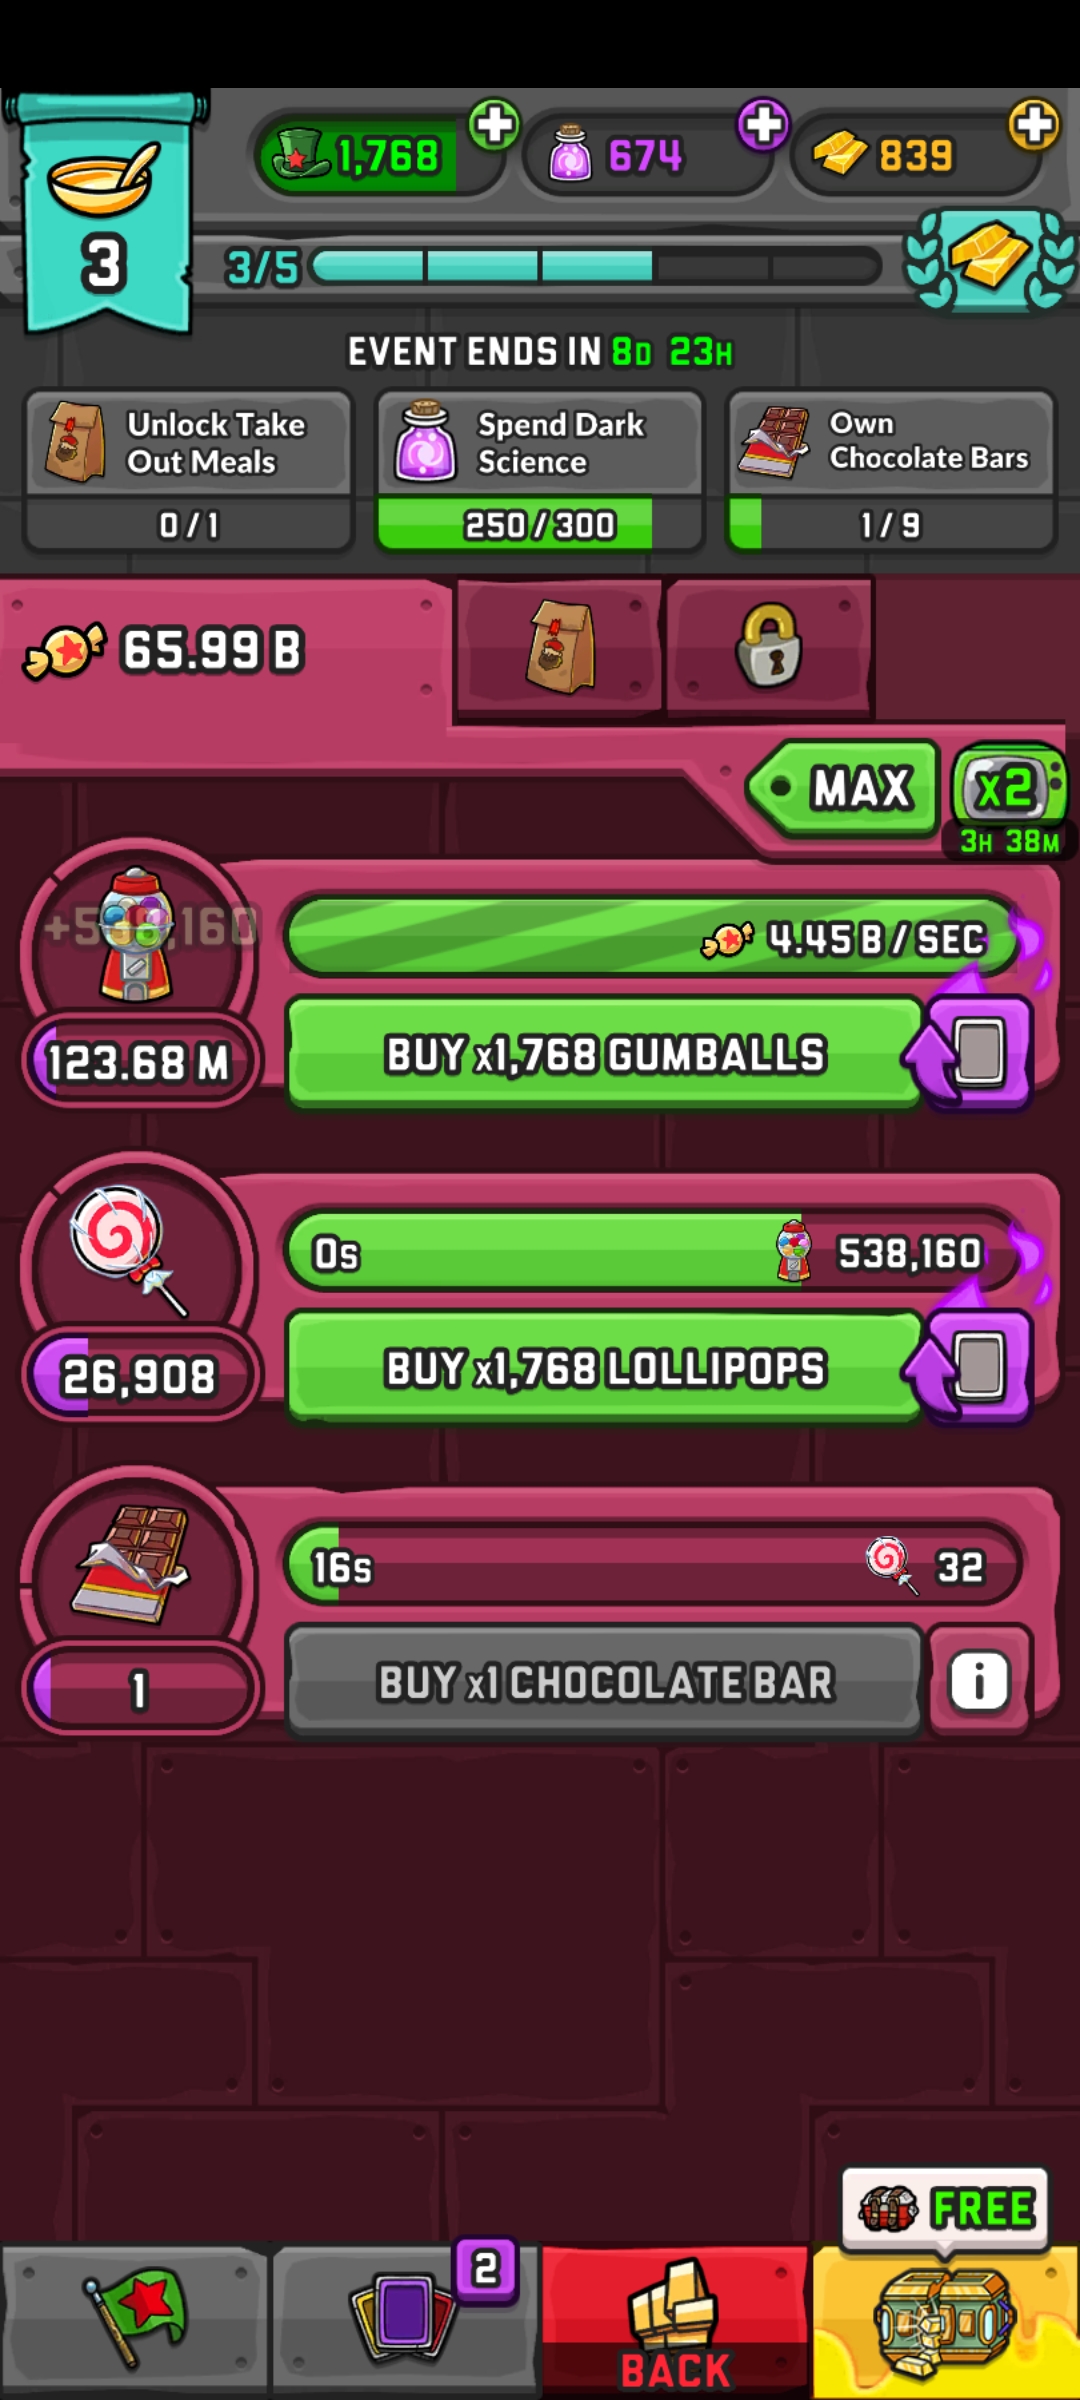 1,768
674
839
3
3/5
EVENT ENDS IN 8D 23H
Unlock Take
Out Meals
0/1
Spend Dark
Science
250/300
Own
Chocolate Bars
1/9
65.99 B
MAX
x2
3H 38M
+538,160
4.45 B / SEC
123.68 M
BUY x1,768 GUMBALLS
0s
538,160
26,908
BUY x1,768 LOLLIPOPS
16s
32
1
BUY x1 CHOCOLATE BAR
i
FREE
2
BACK